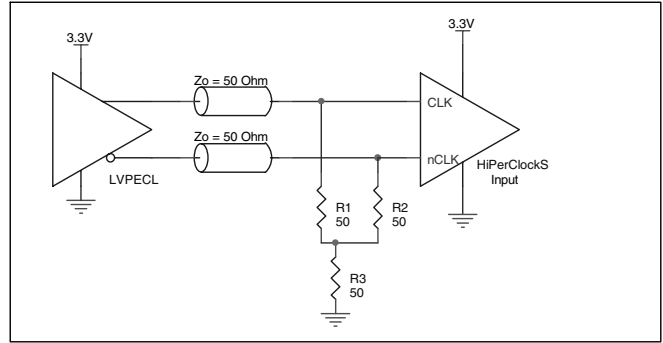 3.3V
3.3V
Zo = 50 Ohm
CLK
Zo = 50 Ohm
nCLK
HiPerClockS
Input
LVPECL
R1
50
R2
50
R3
50